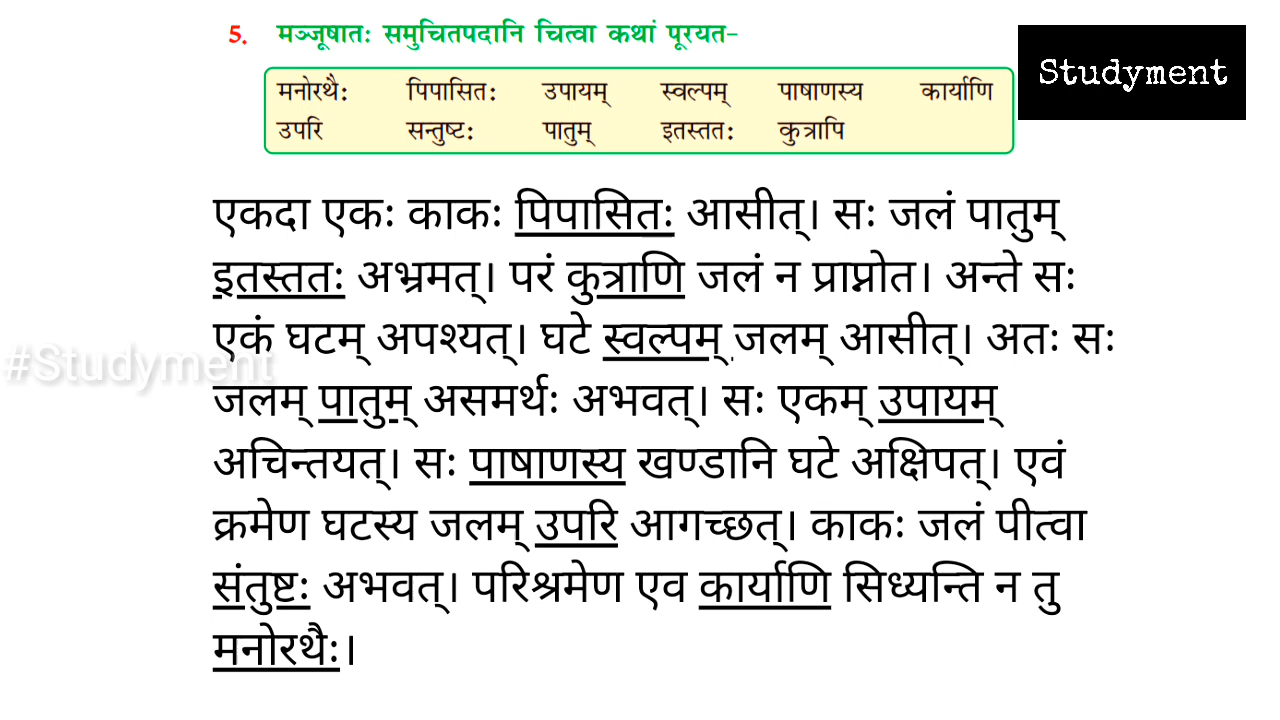 5. मञ्जूषातः समुचितपदानि चित्वा कथां पूरयत-
Studyment
मनोरथैः पिपासितः उपायम् स्वल्पम् पाषाणस्य कार्याणि
उपरि सन्तुष्टः पातुम् इतस्ततः कुत्रापि
एकदा एकः काकः पिपासितः आसीत्। सः जलं पातुम्
इतस्ततः अभ्रमत्। परं कुत्राणि जलं न प्राप्नोत। अन्ते सः
एकं घटम् अपश्यत्। घटे स्वल्पम् जलम् आसीत्। अतः सः
#Studyment
जलम् पातुम् असमर्थः अभवत्। सः एकम् उपायम्
अचिन्तयत्। सः पाषाणस्य खण्डानि घटे अक्षिपत्। एवं
क्रमेण घटस्य जलम् उपरि आगच्छत्। काकः जलं पीत्वा
संतुष्टः अभवत्। परिश्रमेण एव कार्याणि सिध्यन्ति न तु
मनोरथैः।